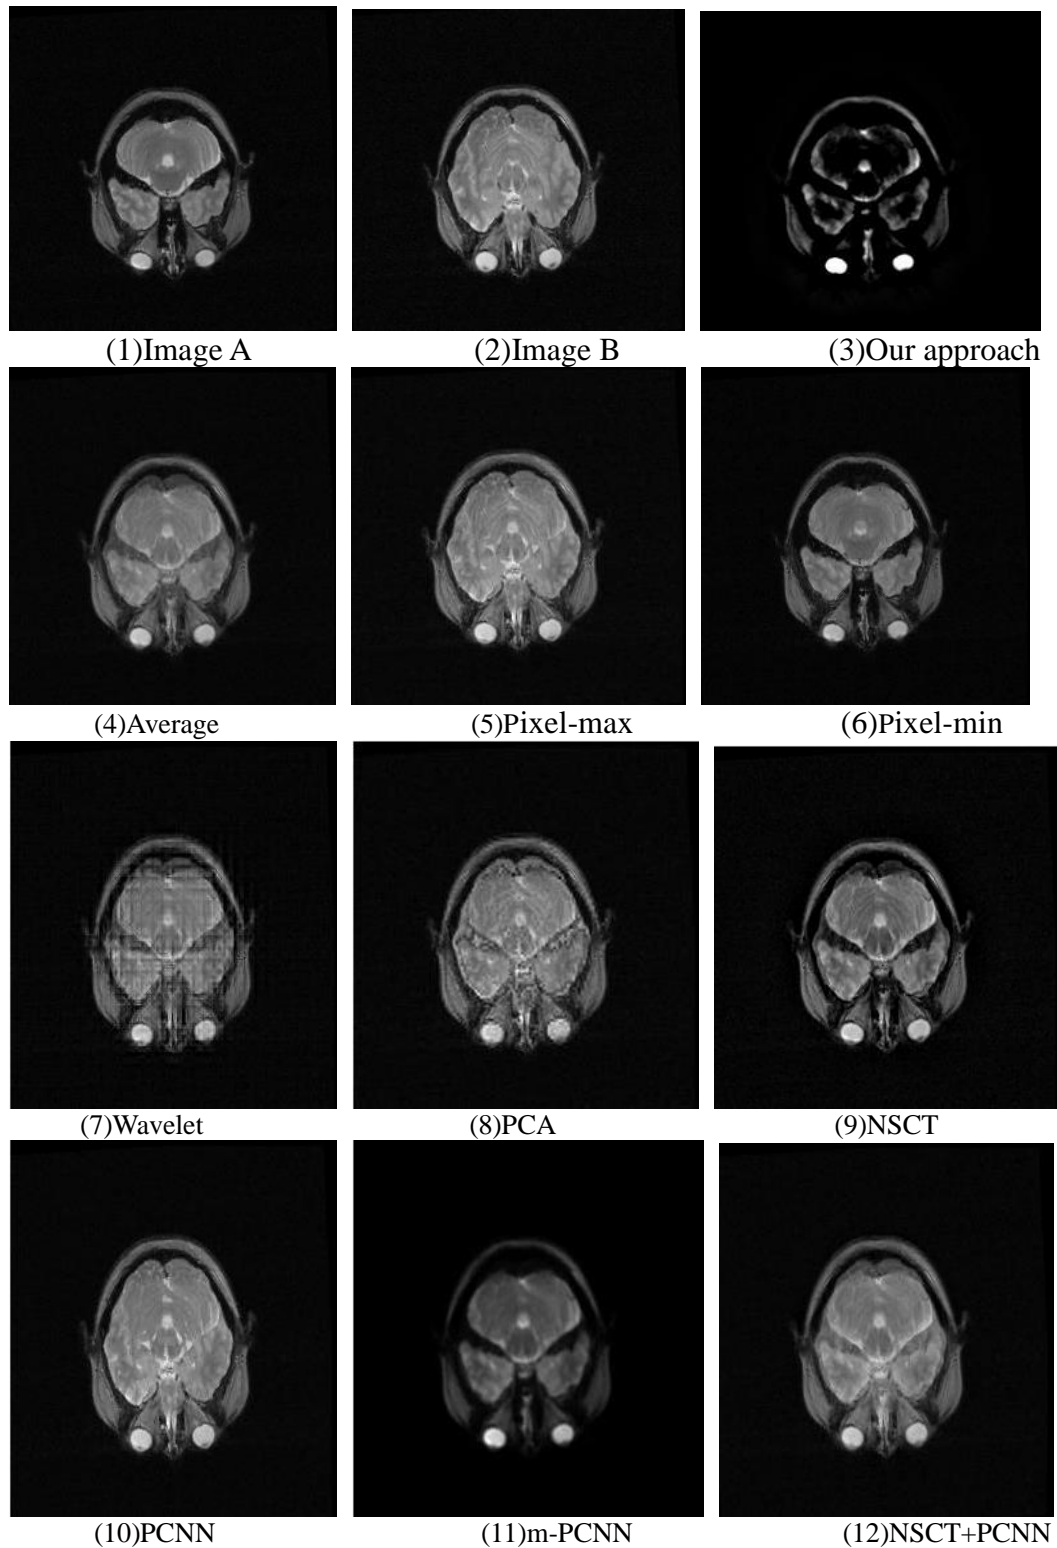 (1)Image A
(2)Image B
(3)Our approach
(4)Average
(5)Pixel-max
(6)Pixel-min
(7)Wavelet
(8)PCA
(9)NSCT
(10)PCNN
(11)m-PCNN
(12)NSCT+PCNN